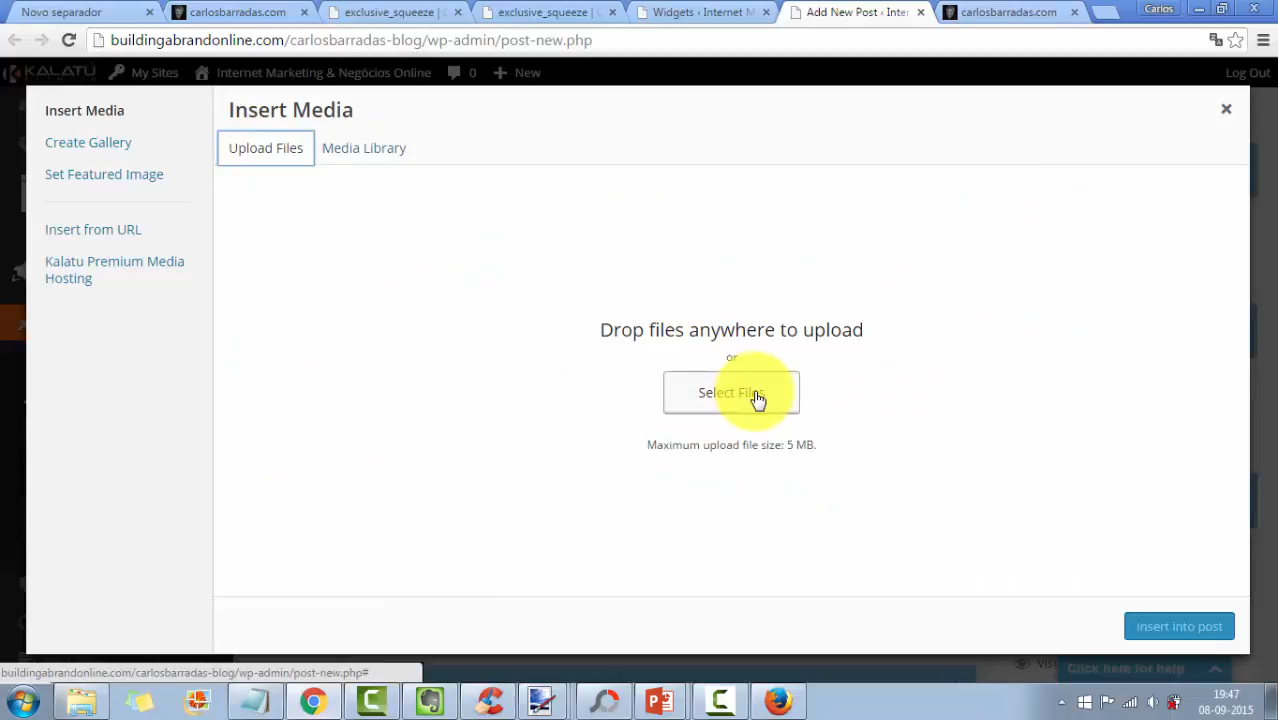 Novo separador
carlosbarradas.com
exclusive_squeeze | C
exclusive_squeeze | C
Widgets ‹ Internet M
Add New Post ‹ Inter
carlosbarradas.com
Carlos
buildingabrandonline.com/carlosbarradas-blog/wp-admin/post-new.php
KALATU
My Sites
Internet Marketing & Negócios Online
0
New
Log Out
Insert Media
Create Gallery
Set Featured Image
Insert from URL
Kalatu Premium Media
Hosting
Insert Media
Upload Files
Media Library
Drop files anywhere to upload
or
Select Files
Maximum upload file size: 5 MB.
Insert into post
buildingabrandonline.com/carlosbarradas-blog/wp-admin/post-new.php#
Click here for help
19:47
08-09-2015